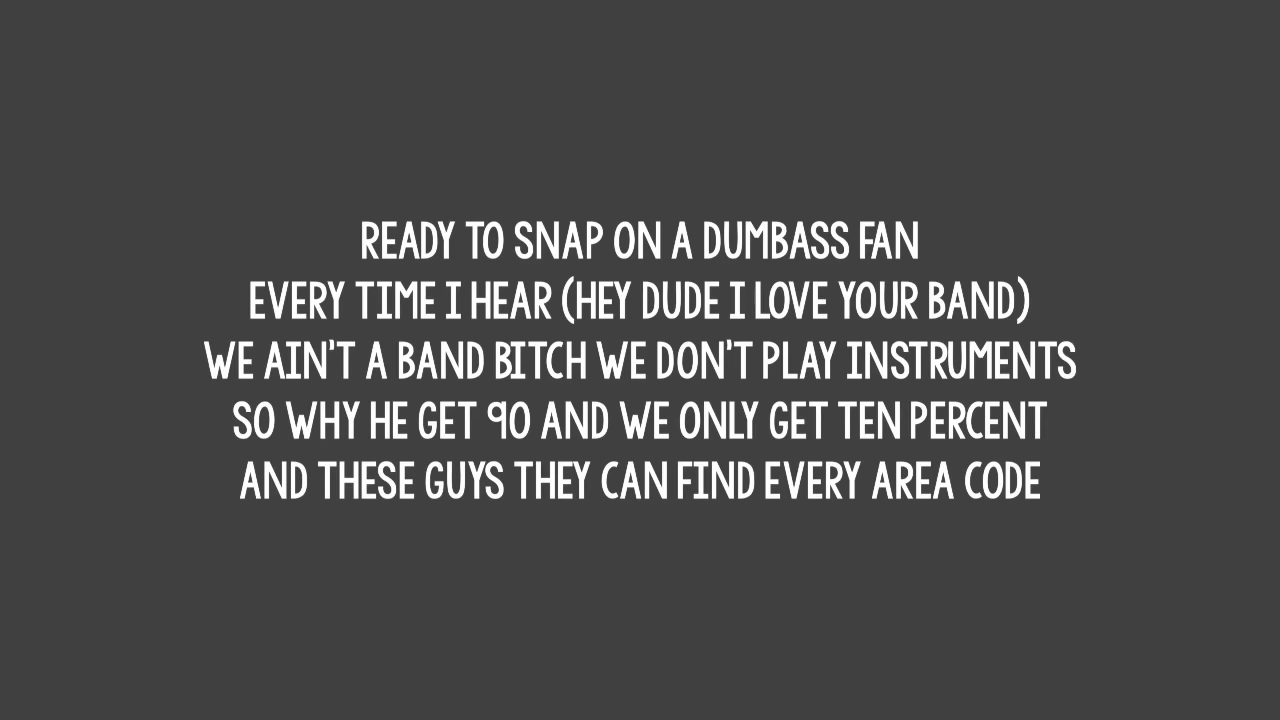 READY TO SNAP ON A DUMBASS FAN
EVERY TIME I HEAR (HEY DUDE I LOVE YOUR BAND)
WE AIN'T A BAND BITCH WE DON'T PLAY INSTRUMENTS
SO WHY HE GET 90 AND WE ONLY GET TEN PERCENT
AND THESE GUYS THEY CAN FIND EVERY AREA CODE